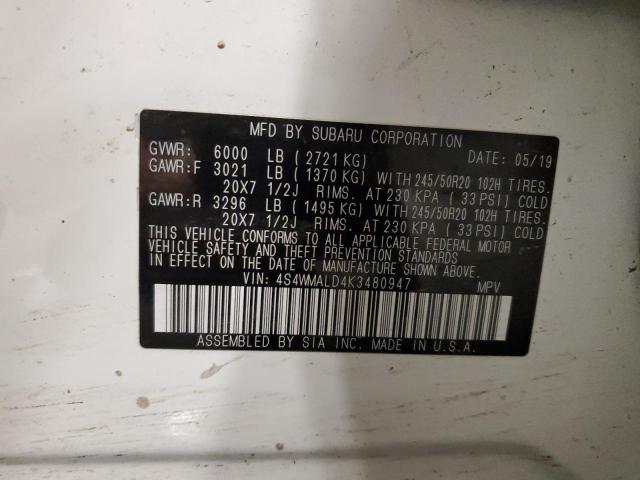 MFD BY SUBARU CORPORATION
GVWR: 6000 LB ( 2721 KG) DATE: 05/19
GAWR: F 3021 LB ( 1370 KG) WITH 245/50R20 102H TIRES.
20X7 1/2J RIMS. AT 230 KPA ( 33 PSI) COLD
GAWR: R 3296 LB ( 1495 KG) WITH 245/50R20 102H TIRES.
20X7 1/2J RIMS. AT 230 KPA ( 33 PSI) COLD
THIS VEHICLE CONFORMS TO ALL APPLICABLE FEDERAL MOTOR
VEHICLE SAFETY AND THEFT PREVENTION STANDARDS
IN EFFECT ON THE DATE OF MANUFACTURE SHOWN ABOVE.
VIN: 4S4WMALD4K3480947 MPV
ASSEMBLED BY SIA INC. MADE IN U.S.A.